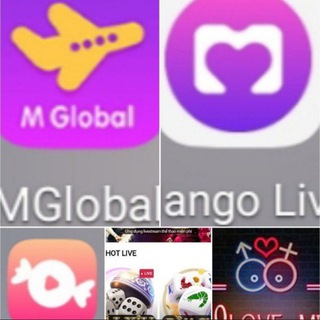 M Global
MGlobal
ango Liv
Ứng dụng livestream thể thao miễn phí
HOT LIVE
LIVE
LOVE